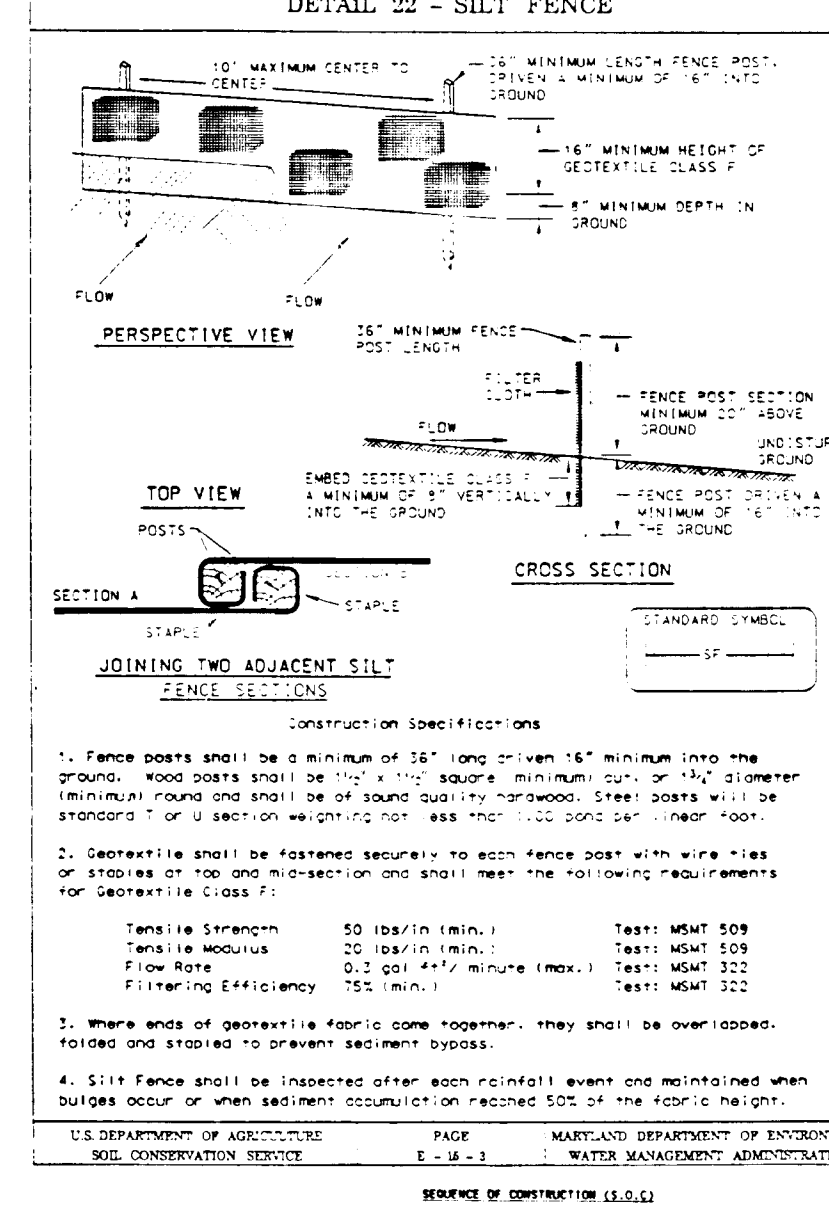 DETAIL 22 - SILT FENCE
10' MAXIMUM CENTER TO
CENTER
36" MINIMUM LENGTH FENCE POST,
DRIVEN A MINIMUM OF 16" INTO
GROUND
16" MINIMUM HEIGHT OF
GEOTEXTILE CLASS F
8" MINIMUM DEPTH IN
GROUND
FLOW
FLOW
PERSPECTIVE VIEW
36" MINIMUM FENCE
POST LENGTH
FILTER
CLOTH
FENCE POST SECTION
MINIMUM 20" ABOVE
GROUND
FLOW
UNDISTUR
GROUND
EMBED GEOTEXTILE CLASS F
A MINIMUM OF 8" VERTICALLY
INTO THE GROUND
FENCE POST DRIVEN A
MINIMUM OF 16" INTO
THE GROUND
TOP VIEW
POSTS
CROSS SECTION
SECTION A
STAPLE
STAPLE
STANDARD SYMBOL
SF
JOINING TWO ADJACENT SILT
FENCE SECTIONS
Construction Specifications
1. Fence posts shall be a minimum of 36" long driven 16" minimum into the
ground. Wood posts shall be 1½" x 1½" square (minimum) cut, or 1¾" diameter
(minimum) round and shall be of sound quality hardwood. Steel posts will be
standard T or U section weighting not less than 1.00 pond per linear foot.
2. Geotextile shall be fastened securely to each fence post with wire ties
or staples at top and mid-section and shall meet the following requirements
for Geotextile Class F:
Tensile Strength 50 lbs/in (min.) Test: MSMT 509
Tensile Modulus 20 lbs/in (min.) Test: MSMT 509
Flow Rate 0.3 gal ft²/ minute (max.) Test: MSMT 322
Filtering Efficiency 75% (min.) Test: MSMT 322
3. Where ends of geotextile fabric come together, they shall be overlapped,
folded and stapled to prevent sediment bypass.
4. Silt Fence shall be inspected after each rainfall event and maintained when
bulges occur or when sediment accumulation reached 50% of the fabric height.
U.S. DEPARTMENT OF AGRICULTURE PAGE MARYLAND DEPARTMENT OF ENVIRON
SOIL CONSERVATION SERVICE E - 15 - 3 WATER MANAGEMENT ADMINISTRATI
SEQUENCE OF CONSTRUCTION (S.O.C)